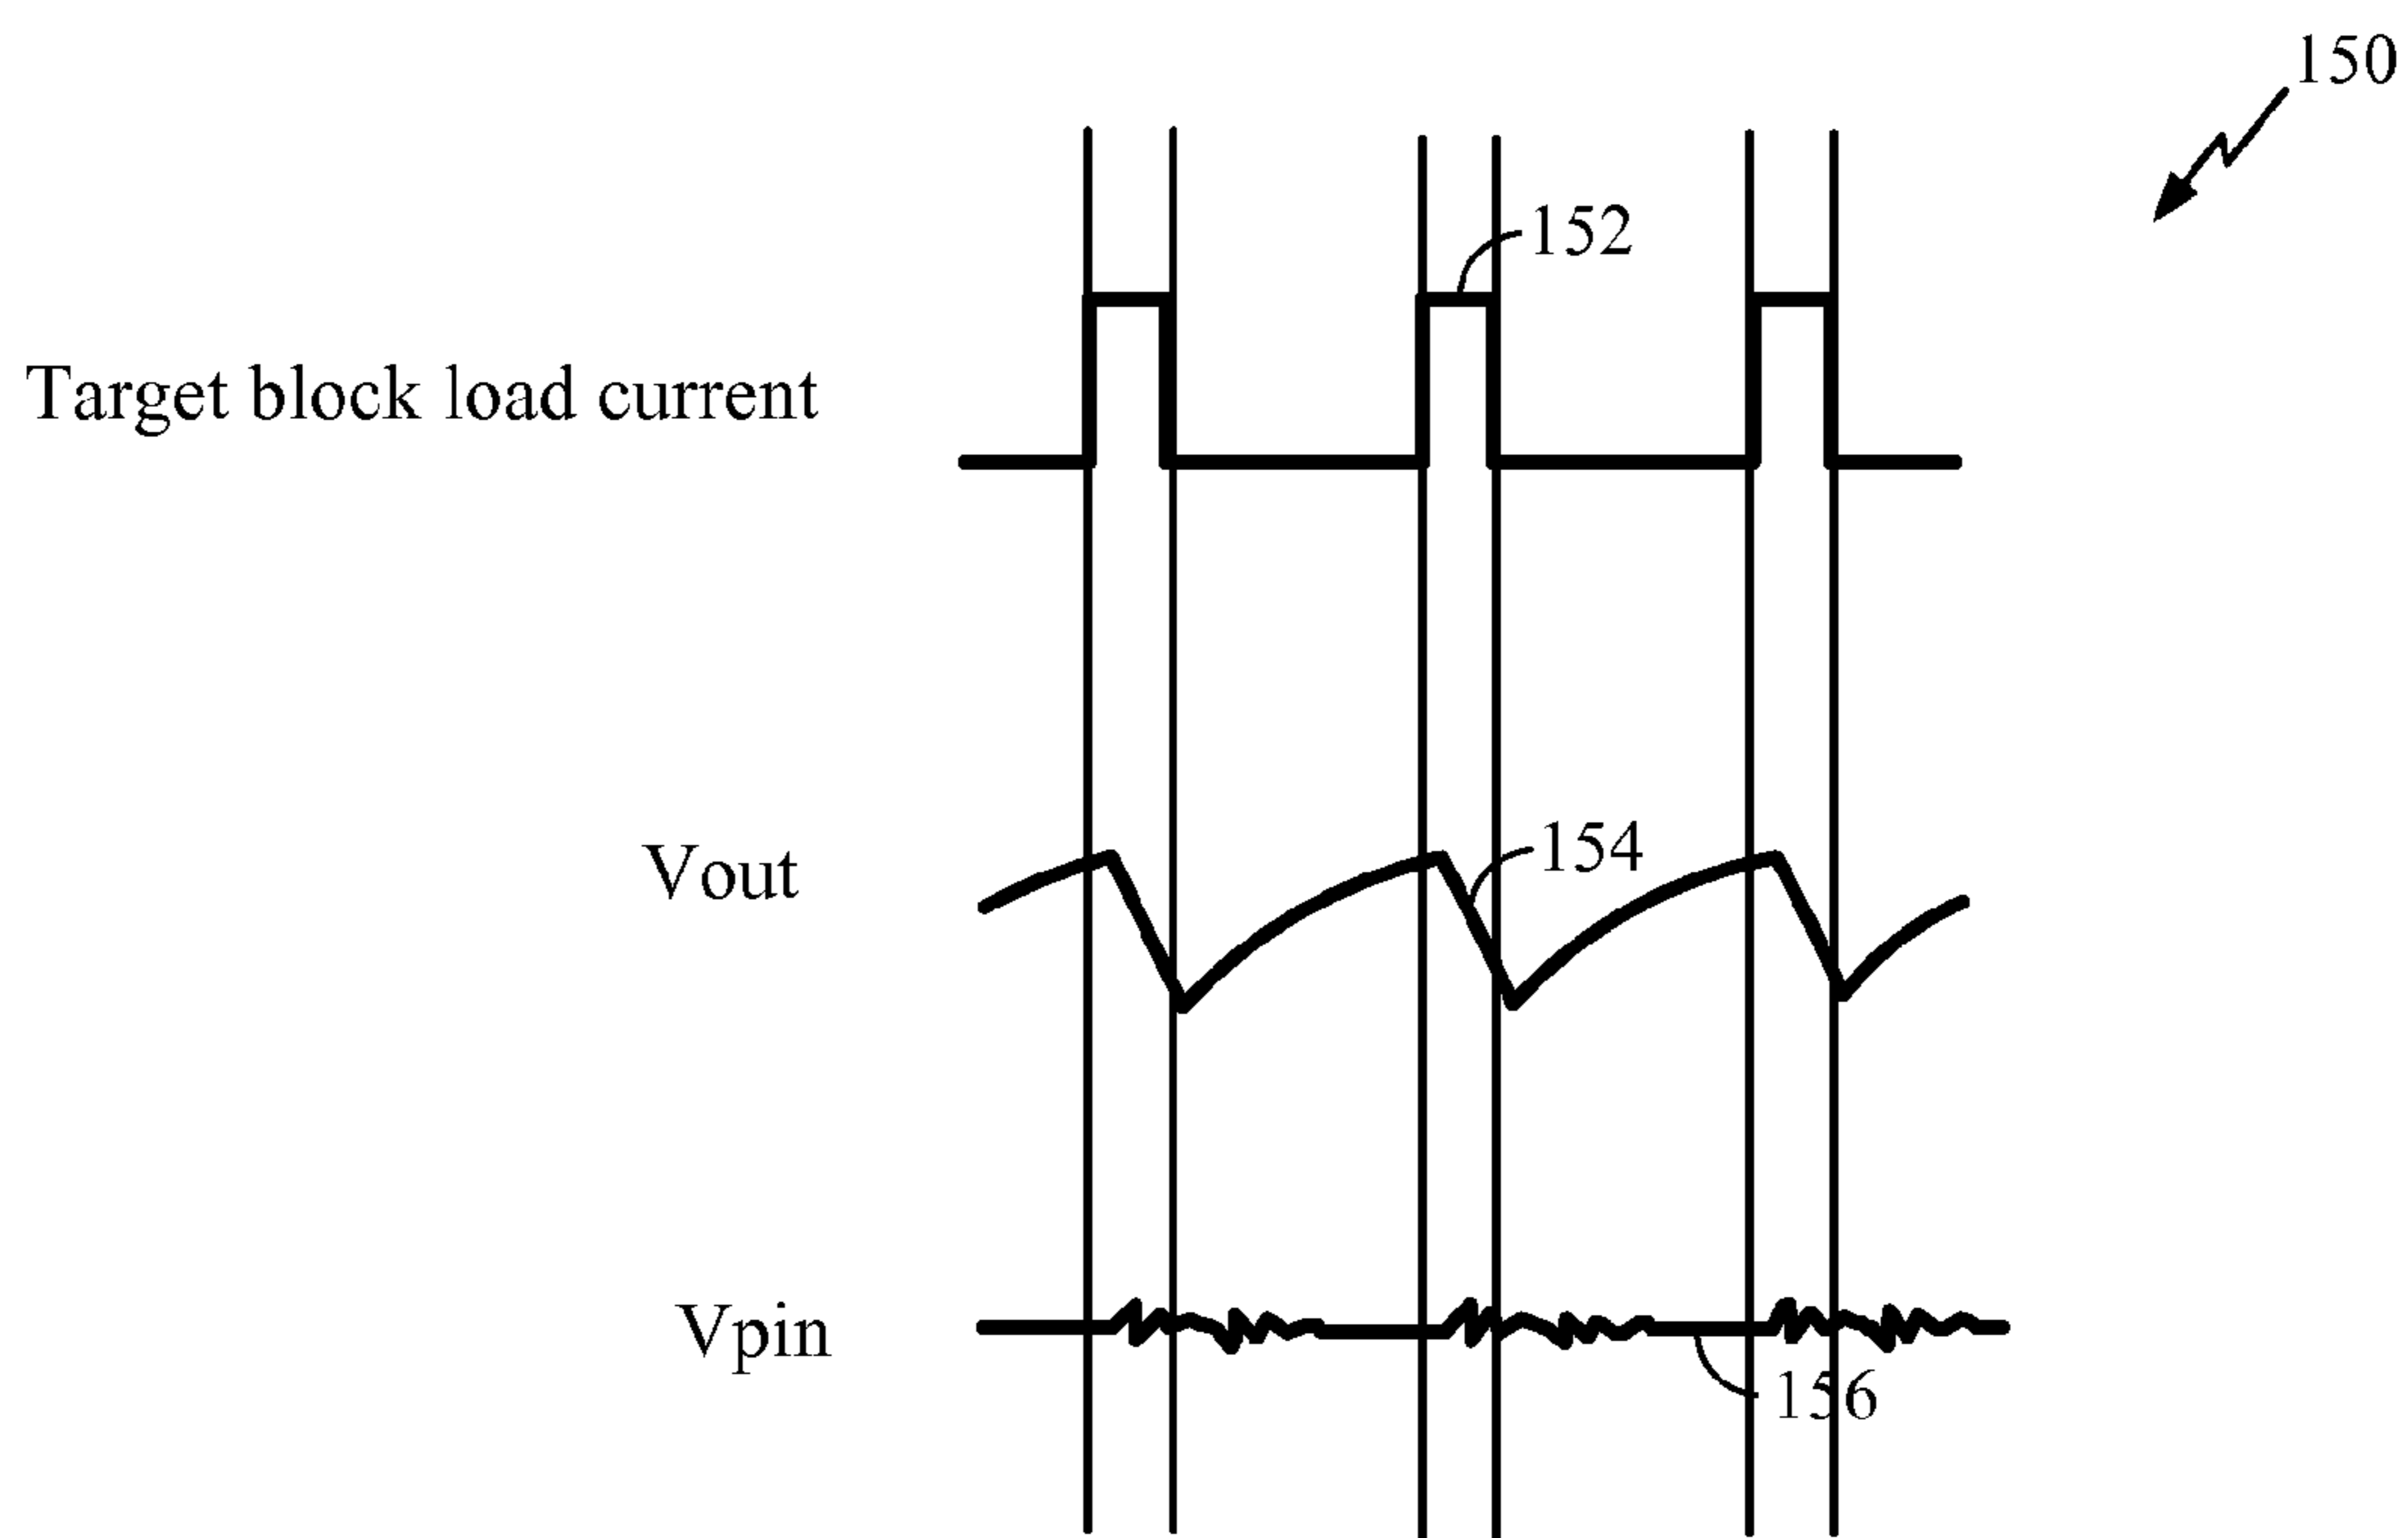 150
152
Target block load current
154
Vout
Vpin
156